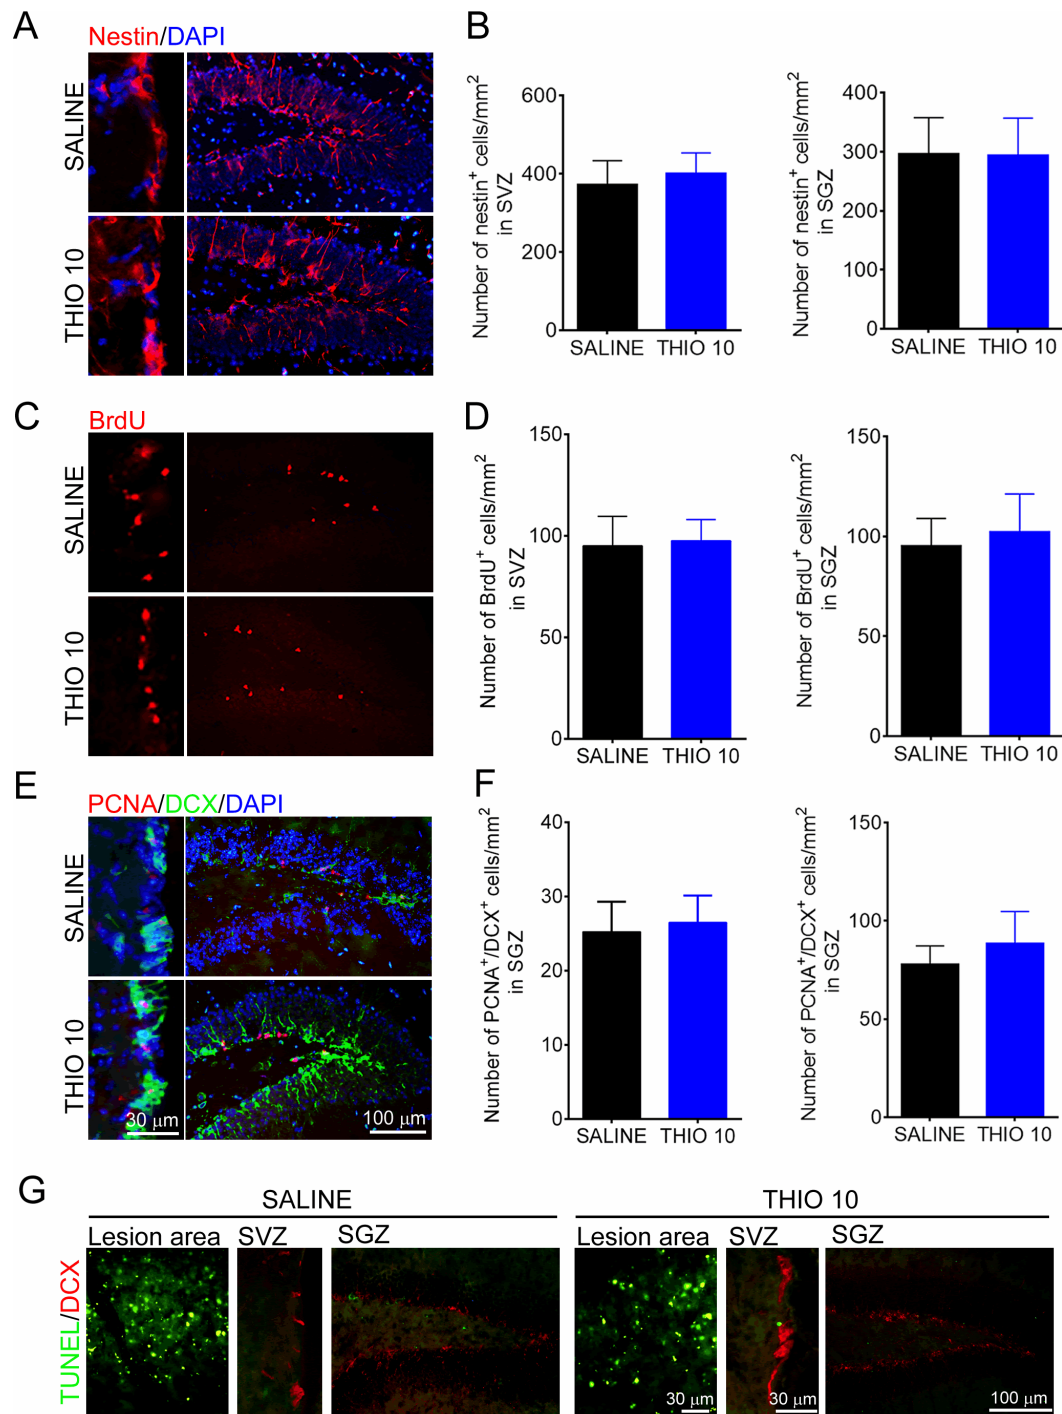 A
Nestin/DAPI
SALINE
THIO 10
B
Number of nestin⁺ cells/mm²
in SVZ
600
400
200
0
SALINE THIO 10
Number of nestin⁺ cells/mm²
in SGZ
400
300
200
100
0
SALINE THIO 10
C
BrdU
SALINE
THIO 10
D
Number of BrdU⁺ cells/mm²
in SVZ
150
100
50
0
SALINE THIO 10
Number of BrdU⁺ cells/mm²
in SGZ
150
100
50
0
SALINE THIO 10
E
PCNA/DCX/DAPI
SALINE
THIO 10
30 μm
100 μm
F
Number of PCNA⁺/DCX⁺ cells/mm²
in SGZ
40
30
20
10
0
SALINE THIO 10
Number of PCNA⁺/DCX⁺ cells/mm²
in SGZ
150
100
50
0
SALINE THIO 10
G
SALINE
THIO 10
Lesion area SVZ SGZ
Lesion area SVZ SGZ
TUNEL/DCX
30 μm
30 μm
100 μm